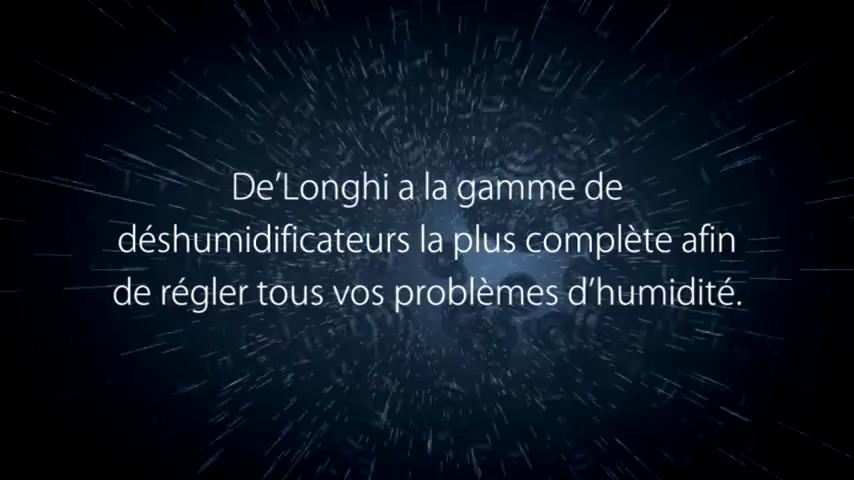 De’Longhi a la gamme de
déshumidificateurs la plus complète afin
de régler tous vos problèmes d’humidité.